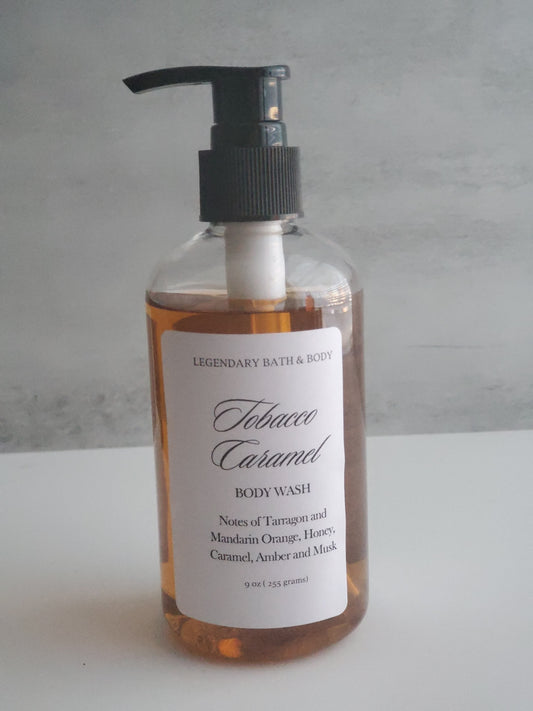 LEGENDARY BATH & BODY
Tobacco
Caramel
BODY WASH
Notes of Tarragon and
Mandarin Orange, Honey,
Caramel, Amber and Musk
9 oz ( 255 grams)